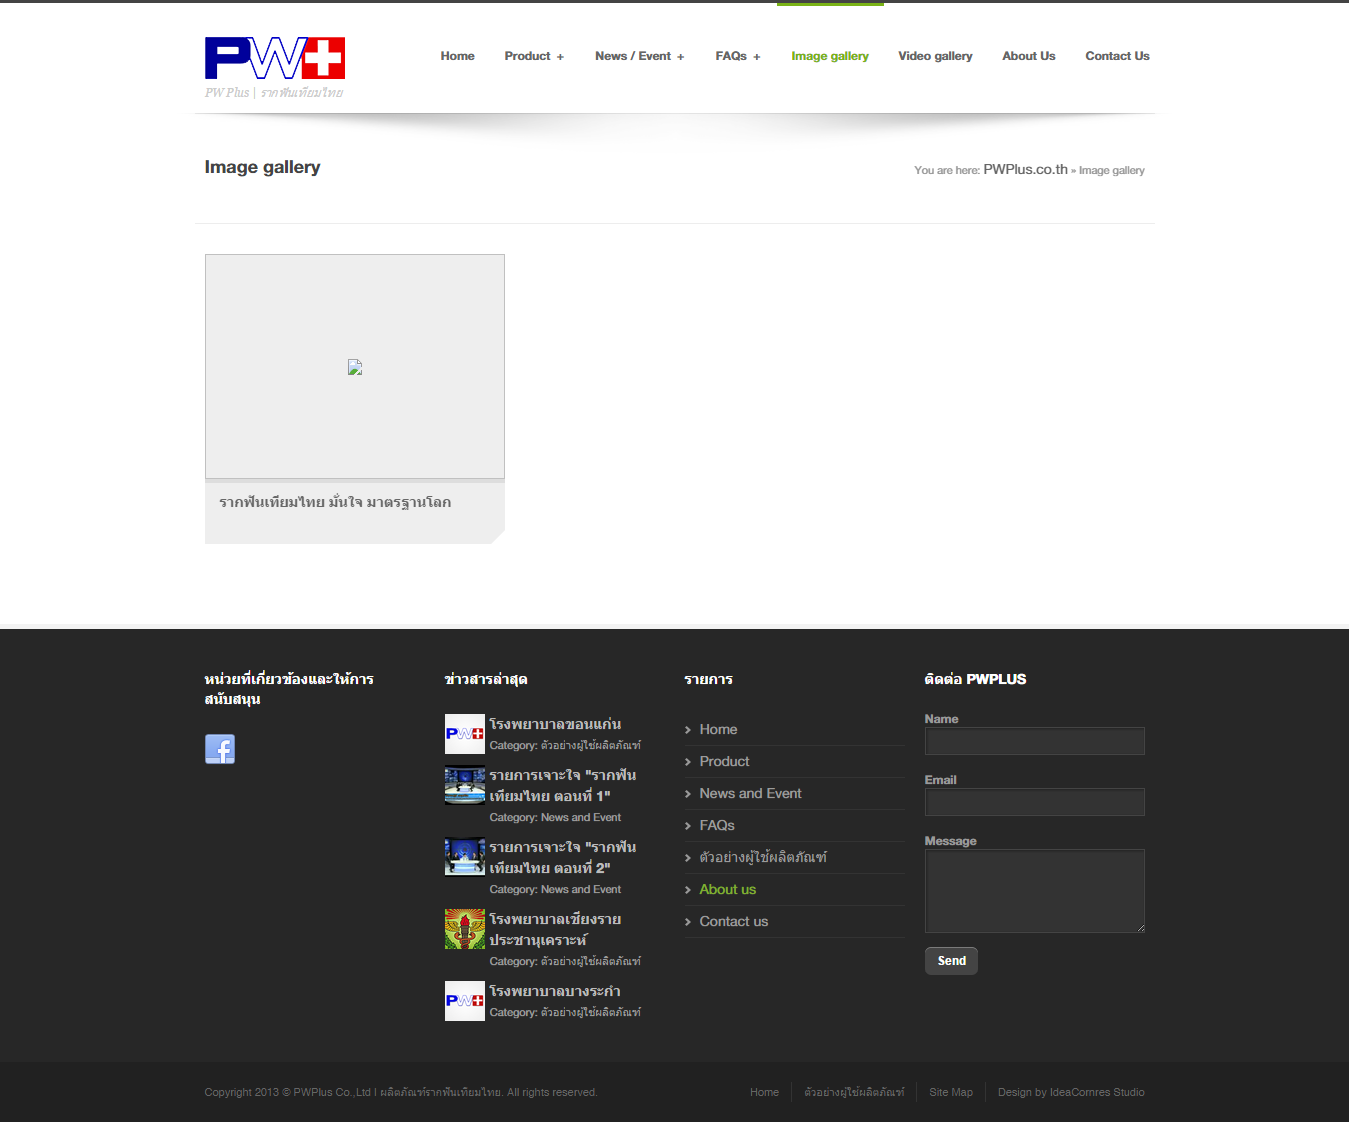 PW
PW Plus | รากฟันเทียมไทย
Home
Product +
News / Event +
FAQs +
Image gallery
Video gallery
About Us
Contact Us
Image gallery
You are here: PWPlus.co.th » Image gallery
รากฟันเทียมไทย มั่นใจ มาตรฐานโลก
หน่วยที่เกี่ยวข้องและให้การ
สนับสนุน
ข่าวสารล่าสุด
PW
โรงพยาบาลขอนแก่น
Category: ตัวอย่างผู้ใช้ผลิตภัณฑ์
รายการเจาะใจ "รากฟัน
เทียมไทย ตอนที่ 1"
Category: News and Event
รายการเจาะใจ "รากฟัน
เทียมไทย ตอนที่ 2"
Category: News and Event
โรงพยาบาลเชียงราย
ประชานุเคราะห์
Category: ตัวอย่างผู้ใช้ผลิตภัณฑ์
PW
โรงพยาบาลบางระกำ
Category: ตัวอย่างผู้ใช้ผลิตภัณฑ์
รายการ
Home
Product
News and Event
FAQs
ตัวอย่างผู้ใช้ผลิตภัณฑ์
About us
Contact us
ติดต่อ PWPLUS
Name
Email
Message
Send
Copyright 2013 © PWPlus Co.,Ltd l ผลิตภัณฑ์รากฟันเทียมไทย. All rights reserved.
Home
ตัวอย่างผู้ใช้ผลิตภัณฑ์
Site Map
Design by IdeaCornres Studio